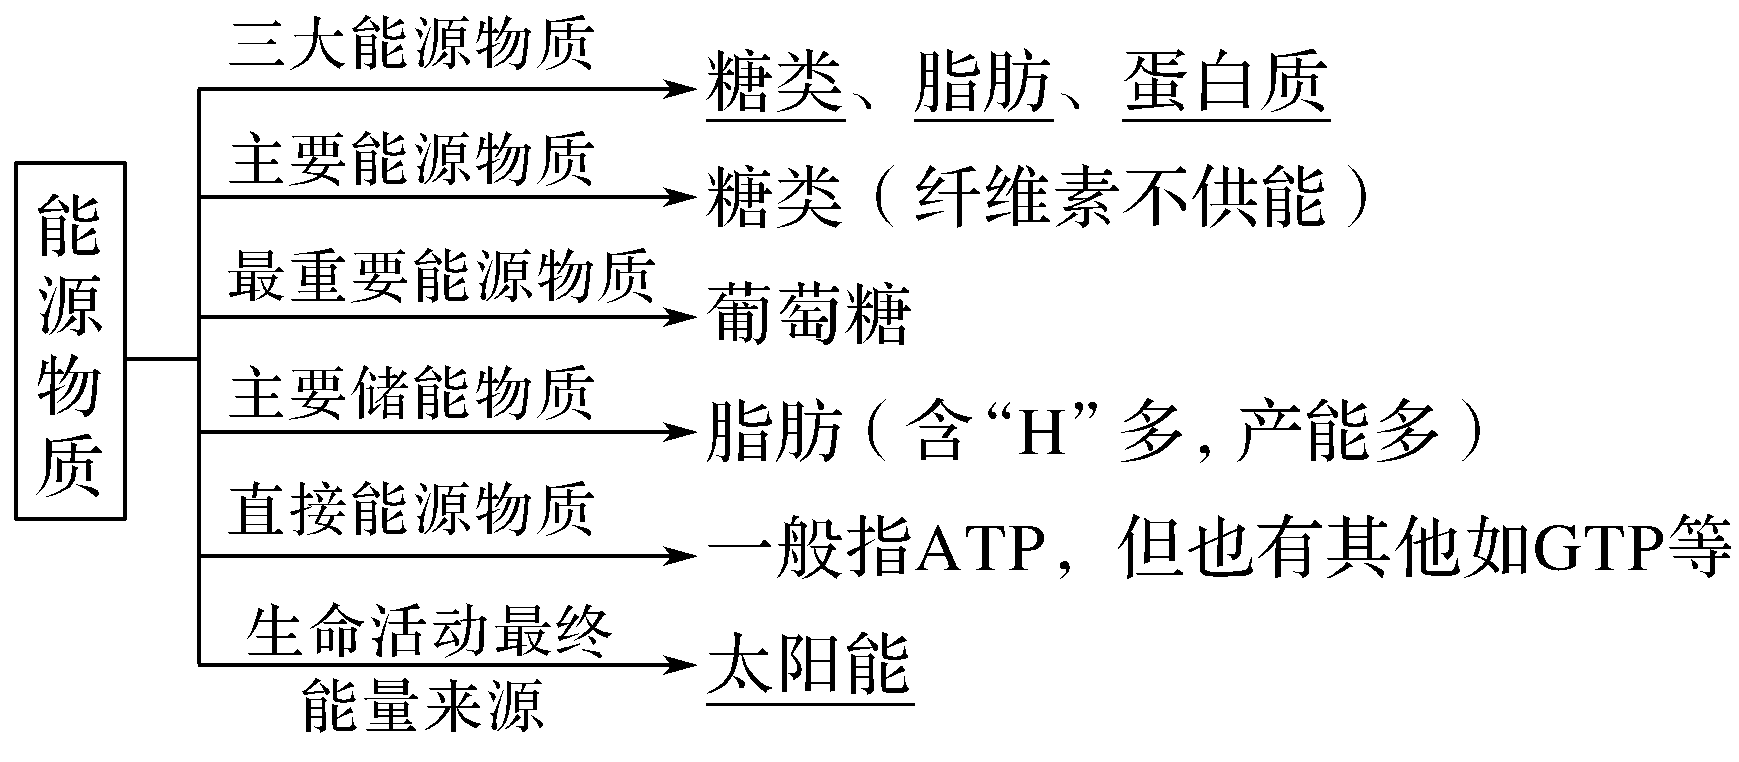 能源物质
三大能源物质
糖类、脂肪、蛋白质
主要能源物质
糖类（纤维素不供能）
最重要能源物质
葡萄糖
主要储能物质
脂肪（含“H”多，产能多）
直接能源物质
一般指ATP，但也有其他如GTP等
生命活动最终
能量来源
太阳能